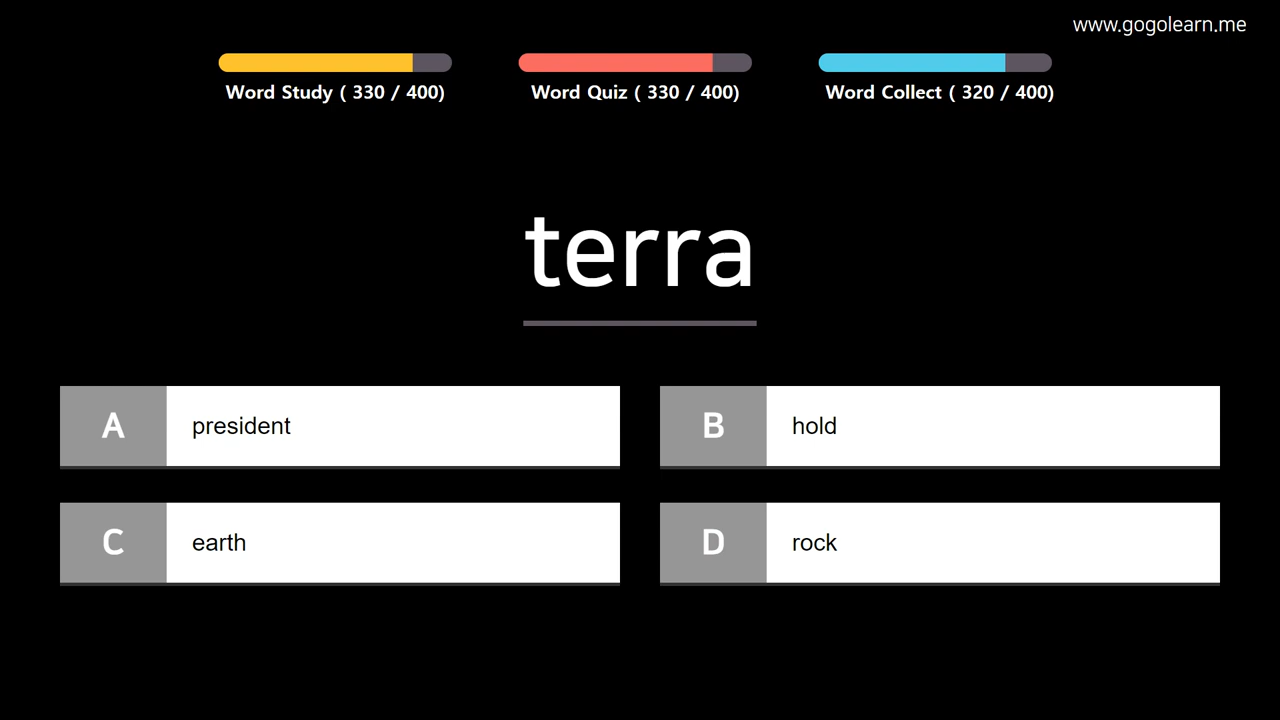 www.gogolearn.me
Word Study ( 330 / 400)
Word Quiz ( 330 / 400)
Word Collect ( 320 / 400)
terra
A president
B hold
C earth
D rock